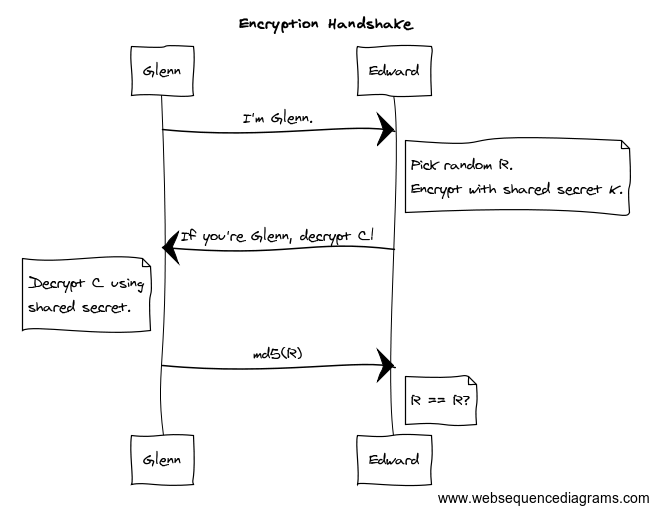 Encryption Handshake
Glenn
Edward
I'm Glenn.
Pick random R.
Encrypt with shared secret K.
If you're Glenn, decrypt C!
Decrypt C using
shared secret.
md5(R)
R == R?
Glenn
Edward
www.websequencediagrams.com